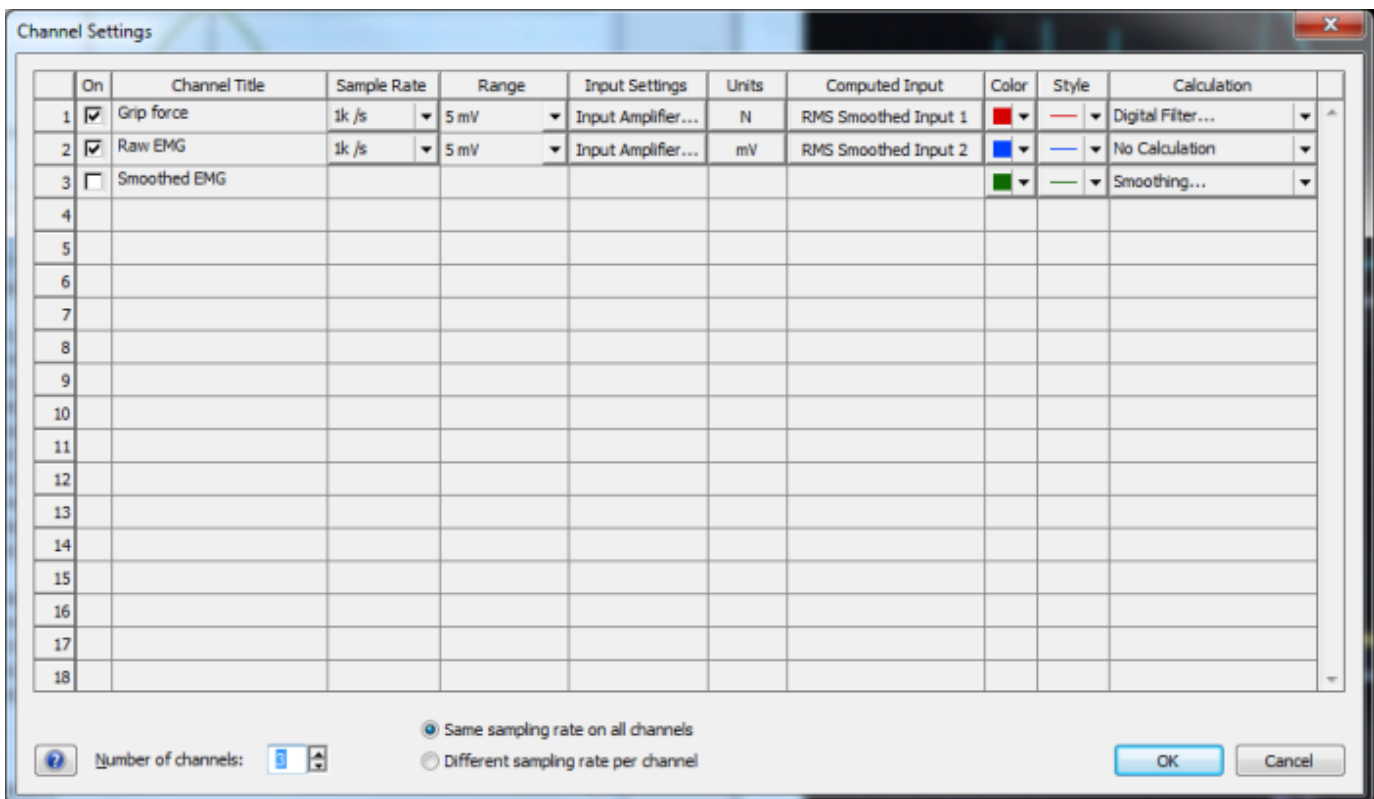 Channel Settings
On Channel Title Sample Rate Range Input Settings Units Computed Input Color Style Calculation
1 Grip force 1k /s 5 mV Input Amplifier... N RMS Smoothed Input 1 Digital Filter...
2 Raw EMG 1k /s 5 mV Input Amplifier... mV RMS Smoothed Input 2 No Calculation
3 Smoothed EMG Smoothing...
4
5
6
7
8
9
10
11
12
13
14
15
16
17
18
Same sampling rate on all channels
Number of channels: 3
Different sampling rate per channel
OK Cancel